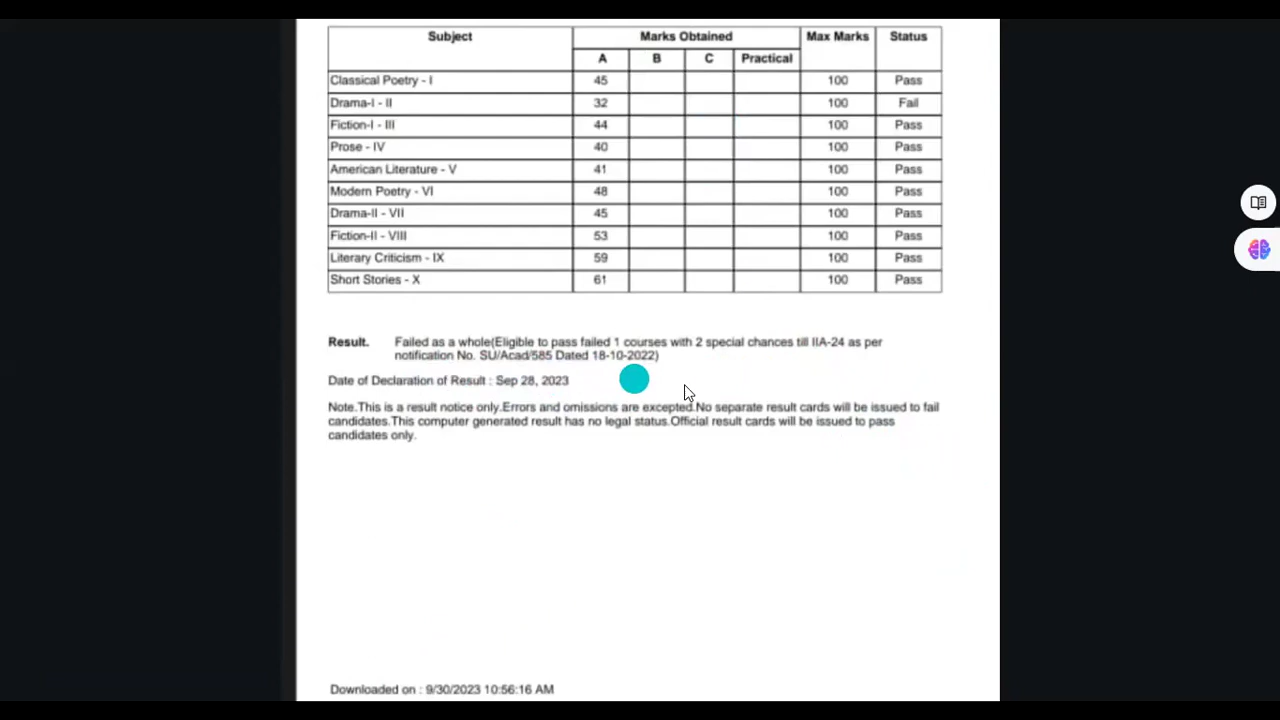 Subject Marks Obtained Max Marks Status
A B C Practical
Classical Poetry - I 45 100 Pass
Drama-I - II 32 100 Fail
Fiction-I - III 44 100 Pass
Prose - IV 40 100 Pass
American Literature - V 41 100 Pass
Modern Poetry - VI 48 100 Pass
Drama-II - VII 45 100 Pass
Fiction-II - VIII 53 100 Pass
Literary Criticism - IX 59 100 Pass
Short Stories - X 61 100 Pass
Result. Failed as a whole(Eligible to pass failed 1 courses with 2 special chances till IIA-24 as per
notification No. SU/Acad/585 Dated 18-10-2022)
Date of Declaration of Result : Sep 28, 2023
Note.This is a result notice only.Errors and omissions are excepted.No separate result cards will be issued to fail
candidates.This computer generated result has no legal status.Official result cards will be issued to pass
candidates only.
Downloaded on : 9/30/2023 10:56:16 AM